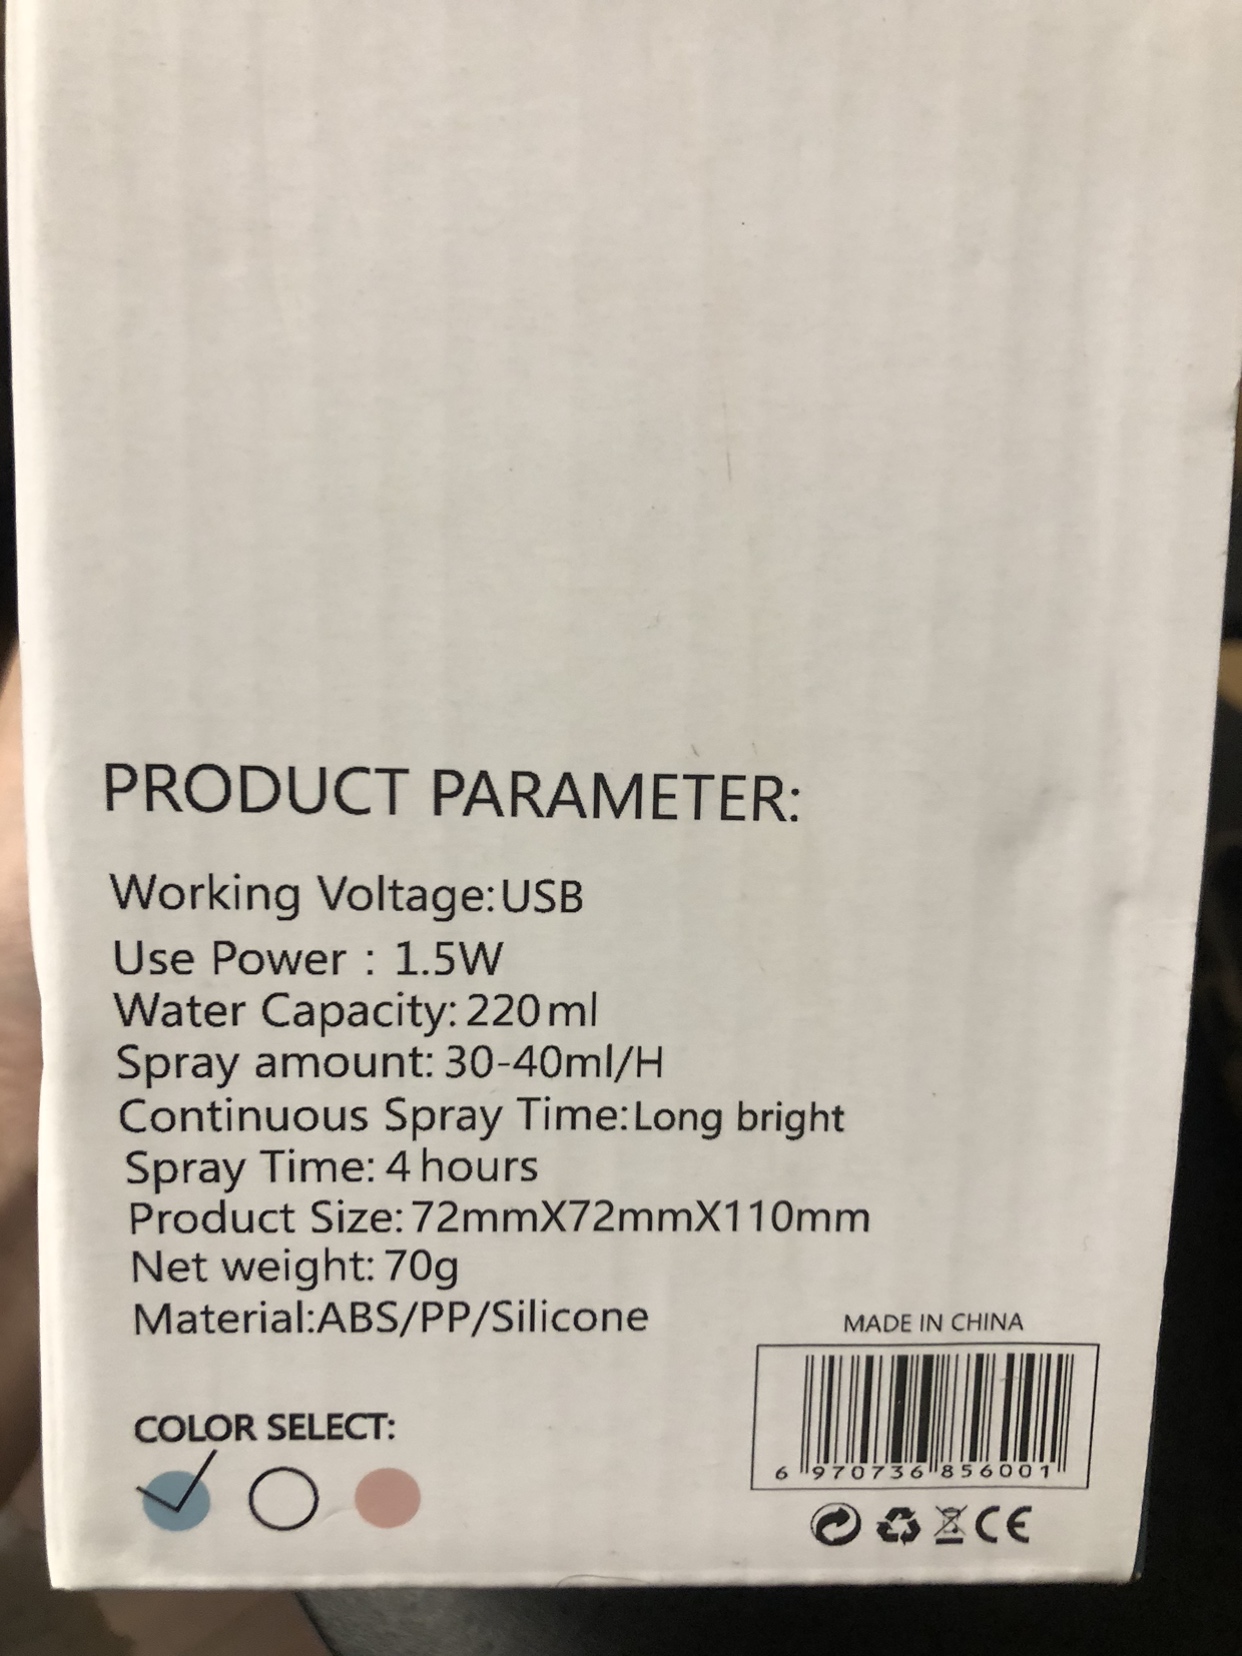 PRODUCT PARAMETER:
Working Voltage:USB
Use Power : 1.5W
Water Capacity: 220ml
Spray amount: 30-40ml/H
Continuous Spray Time:Long bright
Spray Time: 4 hours
Product Size: 72mmX72mmX110mm
Net weight: 70g
Material:ABS/PP/Silicone
MADE IN CHINA
6 970736 856001
COLOR SELECT:
CE